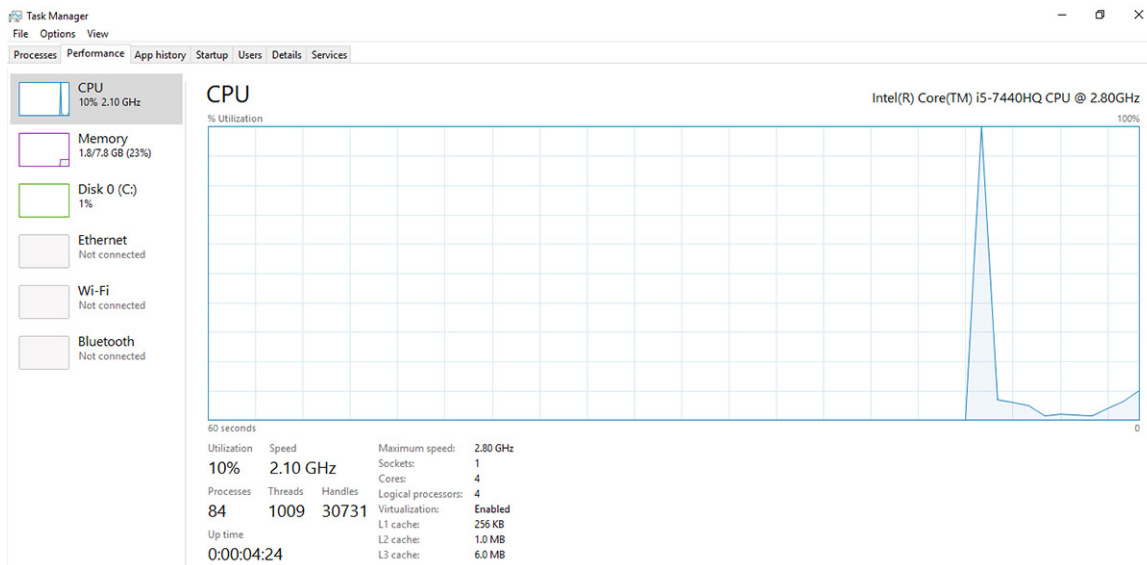 Task Manager
File Options View
Processes Performance App history Startup Users Details Services
CPU
10% 2.10 GHz
Memory
1.8/7.8 GB (23%)
Disk 0 (C:)
1%
Ethernet
Not connected
Wi-Fi
Not connected
Bluetooth
Not connected
CPU
Intel(R) Core(TM) i5-7440HQ CPU @ 2.80GHz
% Utilization 100%
60 seconds 0
Utilization Speed
10% 2.10 GHz
Processes Threads Handles
84 1009 30731
Up time
0:00:04:24
Maximum speed: 2.80 GHz
Sockets: 1
Cores: 4
Logical processors: 4
Virtualization: Enabled
L1 cache: 256 KB
L2 cache: 1.0 MB
L3 cache: 6.0 MB